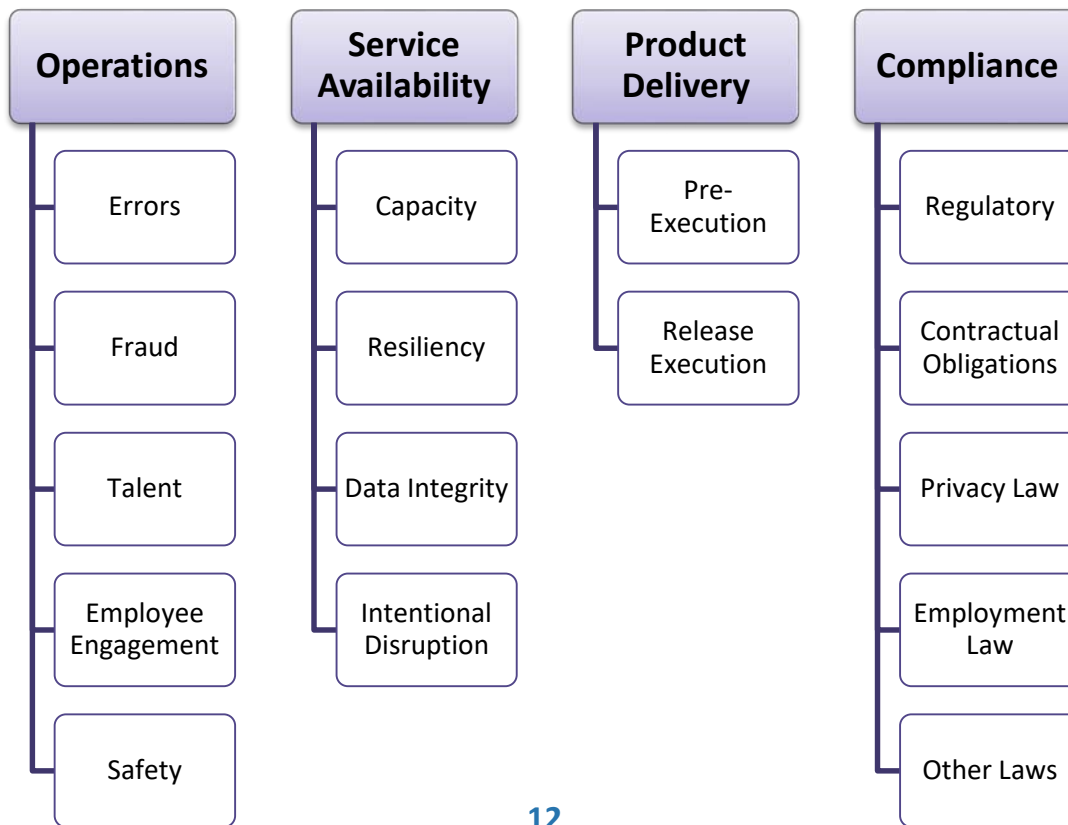 Operations
Errors
Fraud
Talent
Employee
Engagement
Safety
Service
Availability
Capacity
Resiliency
Data Integrity
Intentional
Disruption
Product
Delivery
Pre-
Execution
Release
Execution
Compliance
Regulatory
Contractual
Obligations
Privacy Law
Employment
Law
Other Laws
12